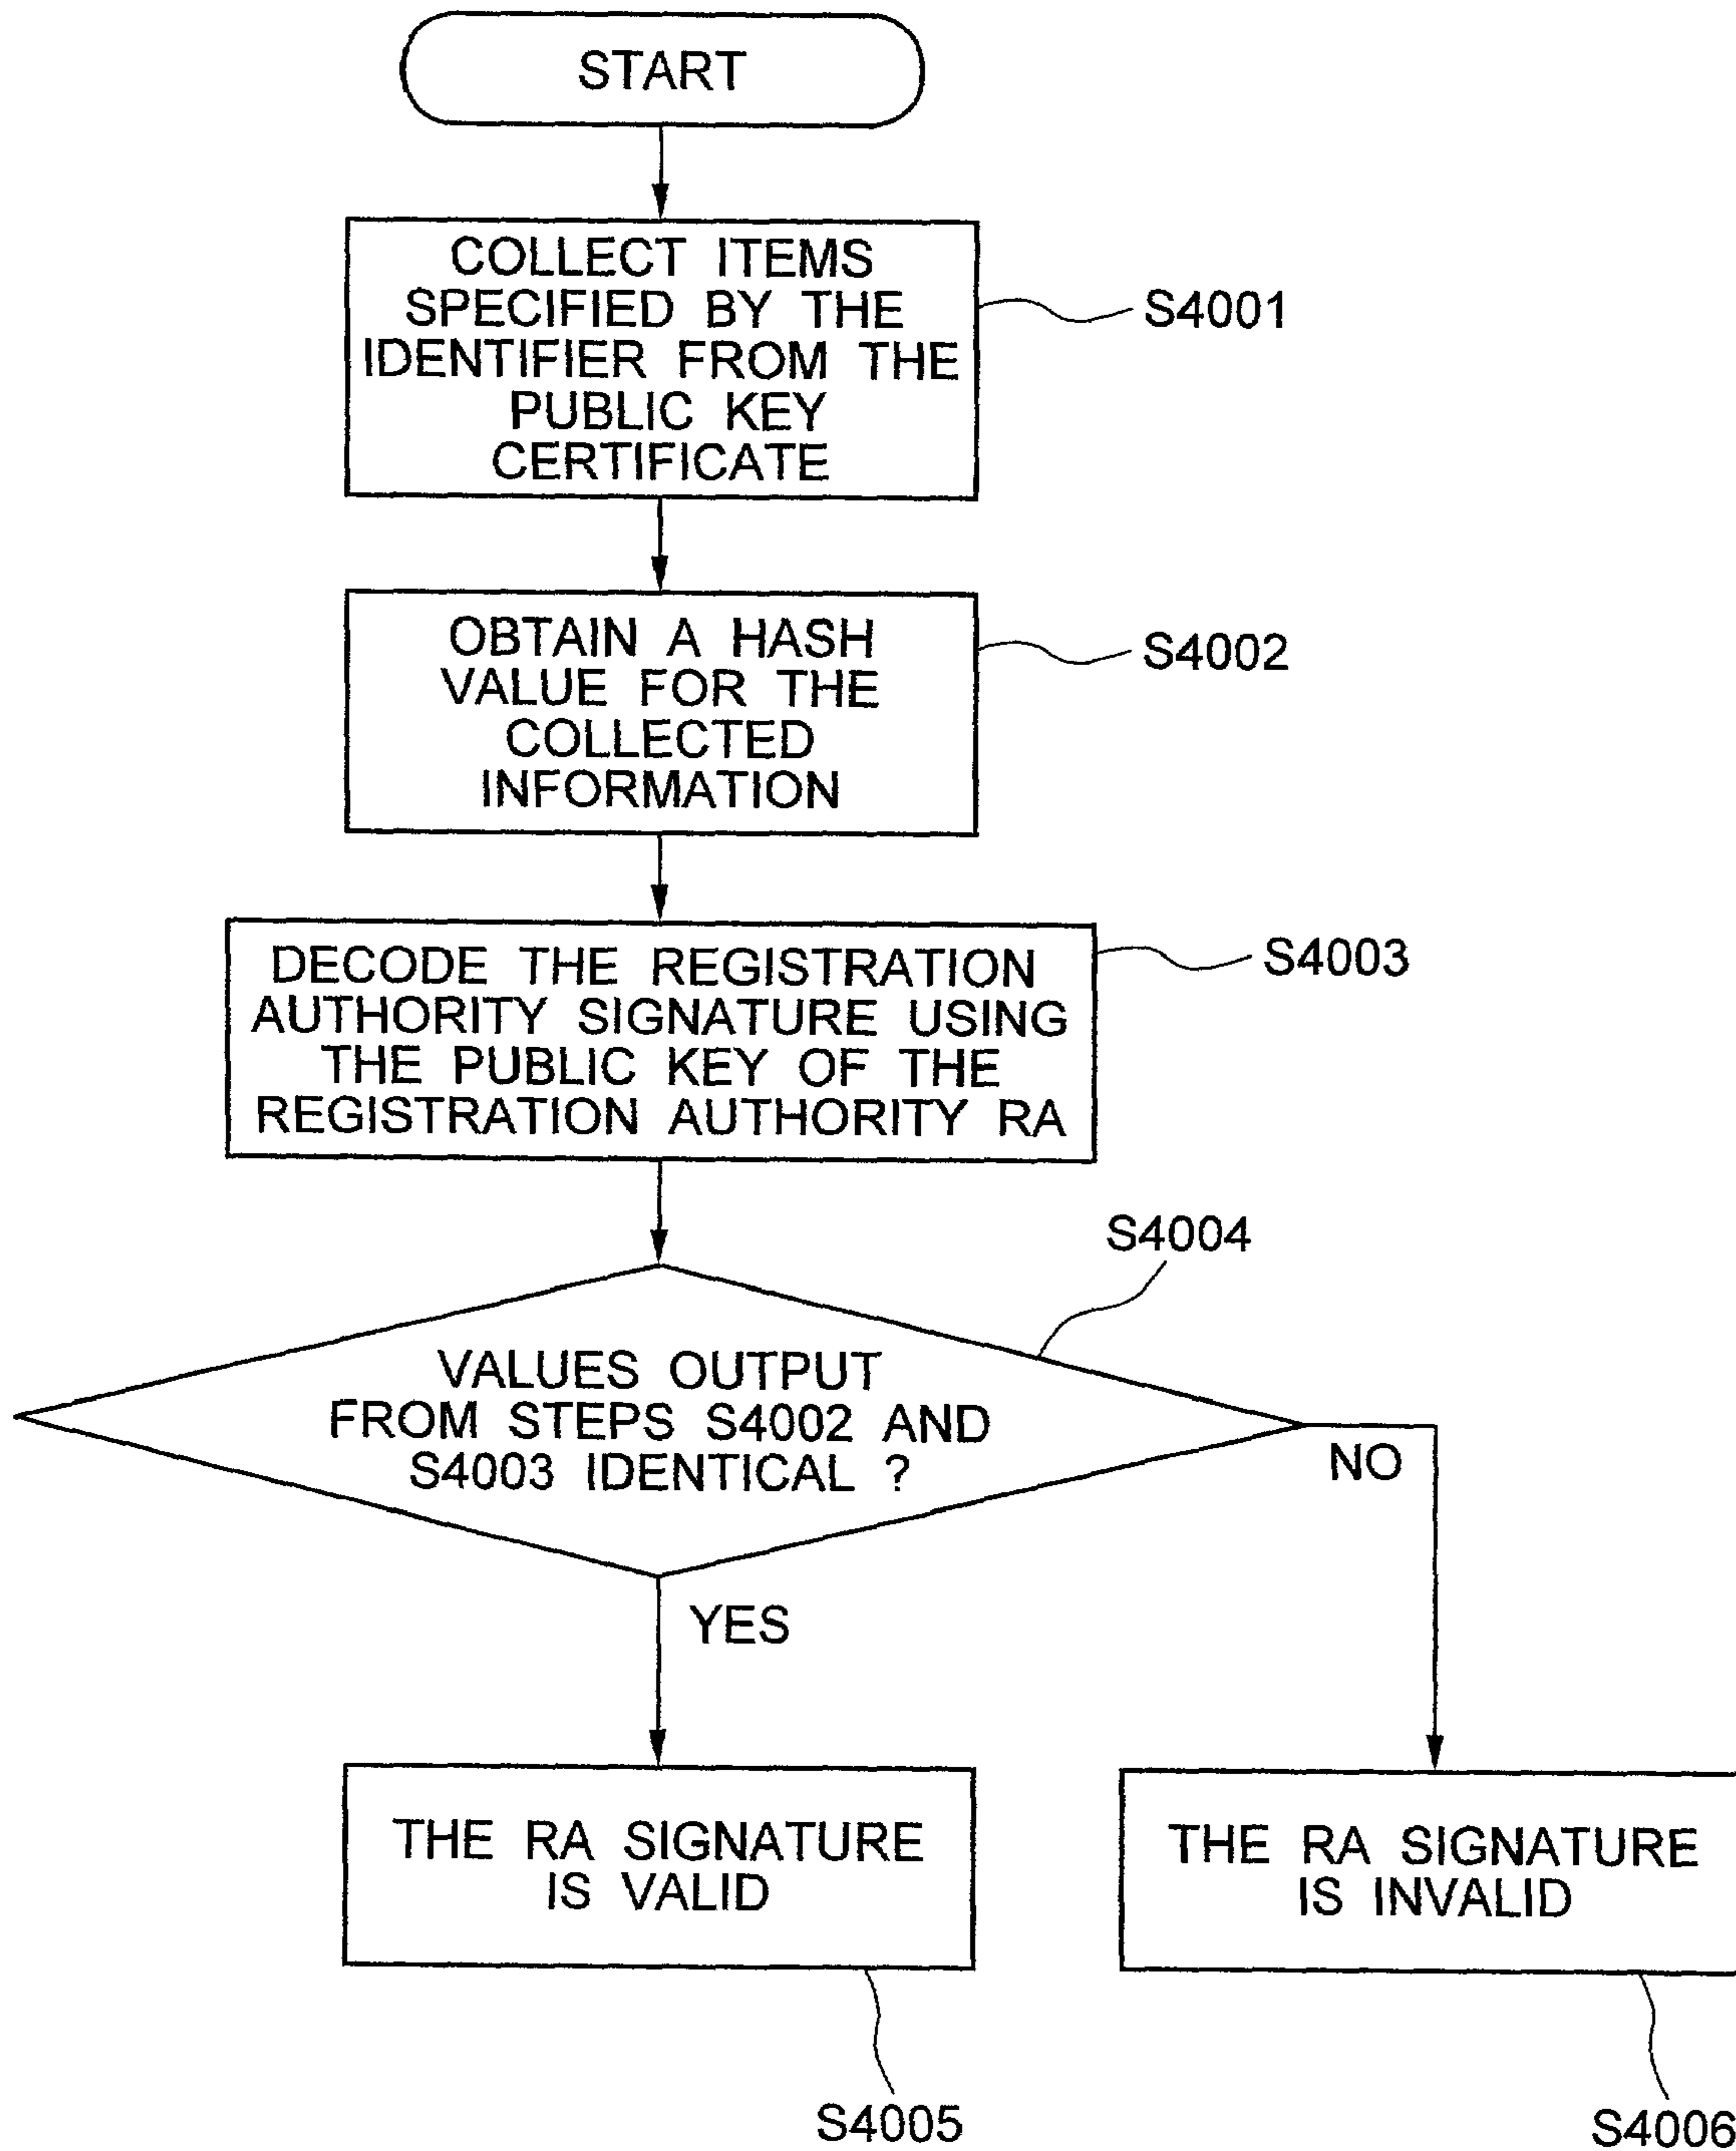 START
COLLECT ITEMS
SPECIFIED BY THE
IDENTIFIER FROM THE
PUBLIC KEY
CERTIFICATE
S4001
OBTAIN A HASH
VALUE FOR THE
COLLECTED
INFORMATION
S4002
DECODE THE REGISTRATION
AUTHORITY SIGNATURE USING
THE PUBLIC KEY OF THE
REGISTRATION AUTHORITY RA
S4003
S4004
VALUES OUTPUT
FROM STEPS S4002 AND
S4003 IDENTICAL ?
NO
YES
THE RA SIGNATURE
IS VALID
THE RA SIGNATURE
IS INVALID
S4005
S4006